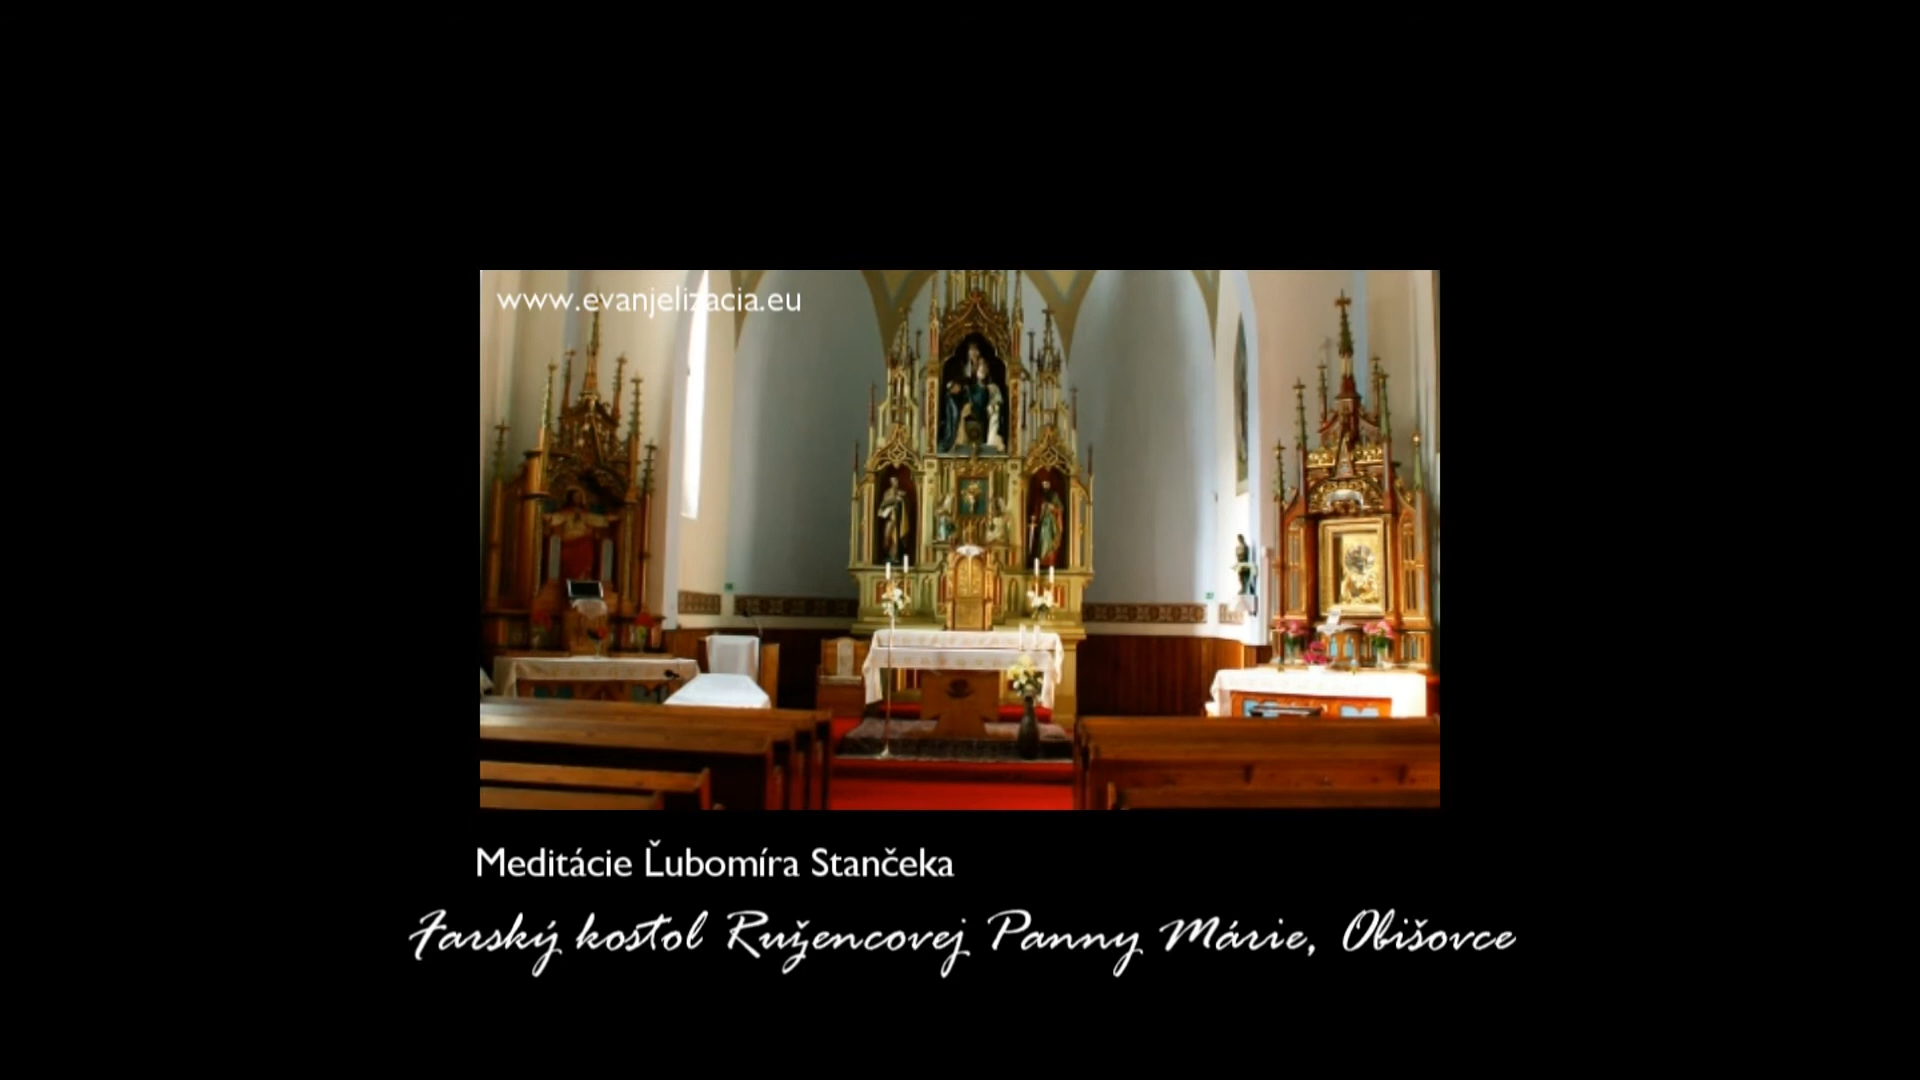 www.evanjelizacia.eu
Meditácie Ľubomíra Stančeka
Farský kostol Ružencovej Panny Márie, Obišovce